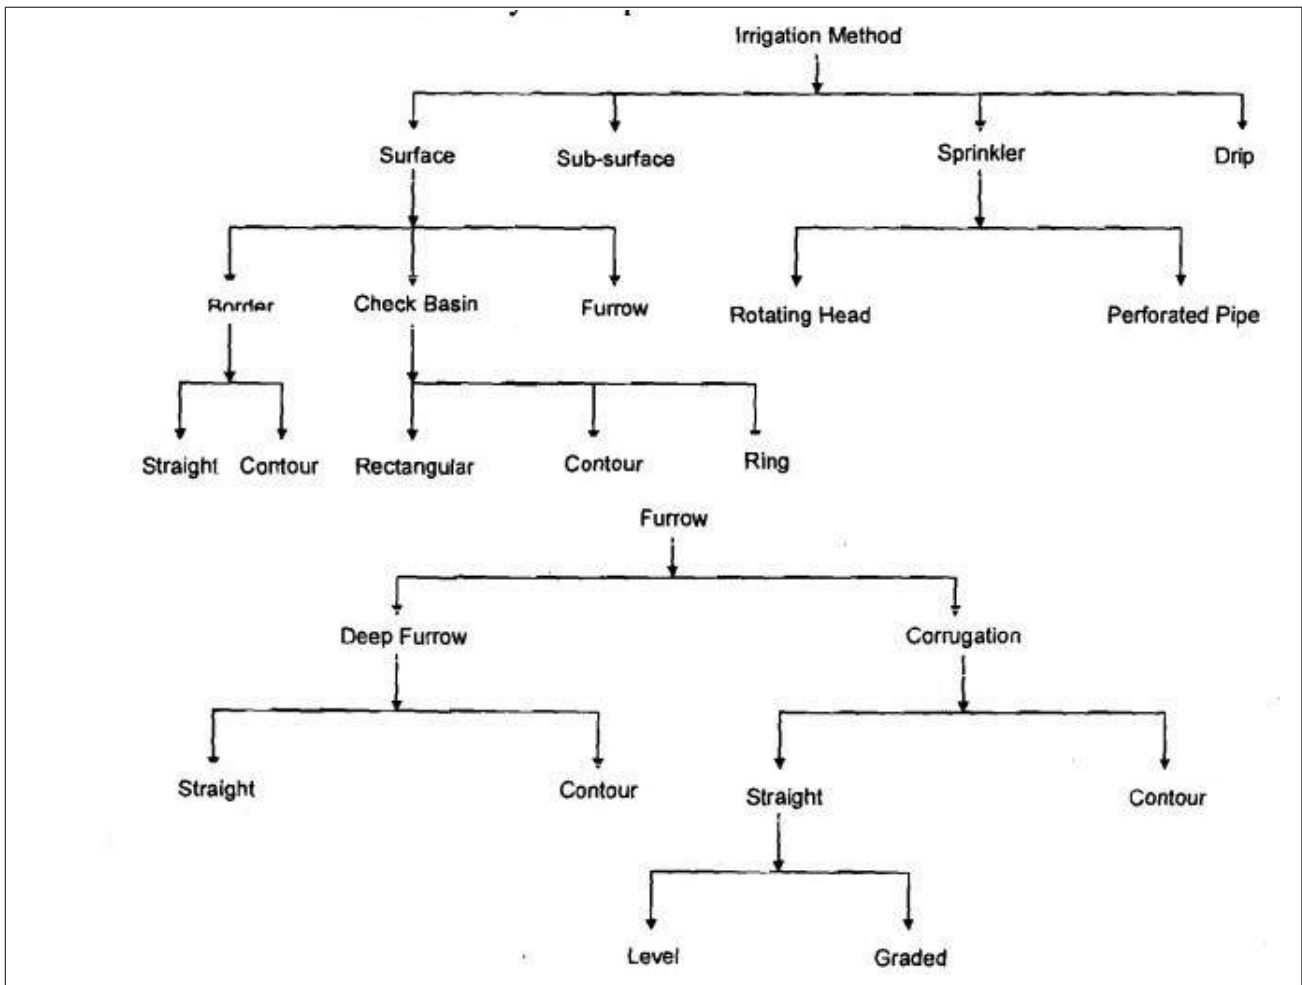 Irrigation Method
Surface Sub-surface Sprinkler Drip
Border Check Basin Furrow Rotating Head Perforated Pipe
Straight Contour Rectangular Contour Ring
Furrow
Deep Furrow Corrugation
Straight Contour Straight Contour
Level Graded